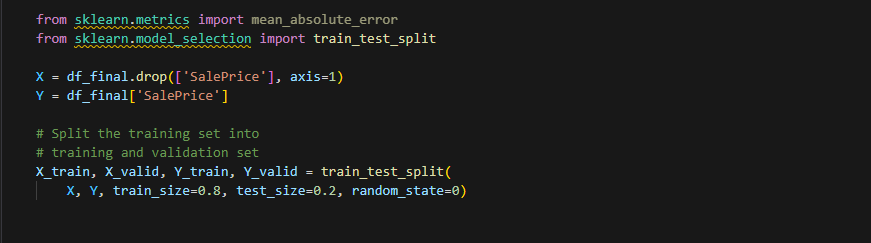 from sklearn.metrics import mean_absolute_error
from sklearn.model_selection import train_test_split

X = df_final.drop(['SalePrice'], axis=1)
Y = df_final['SalePrice']

# Split the training set into
# training and validation set
X_train, X_valid, Y_train, Y_valid = train_test_split(
    X, Y, train_size=0.8, test_size=0.2, random_state=0)